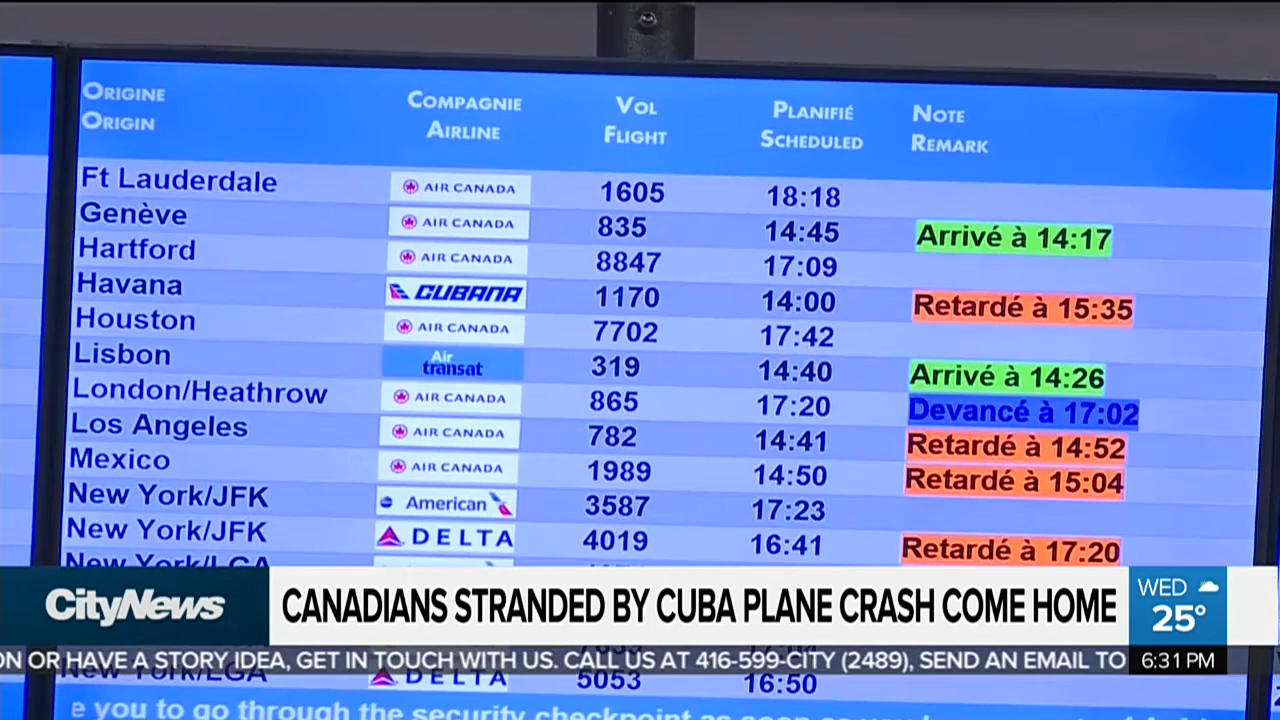 ORIGINE COMPAGNIE VOL PLANIFIÉ NOTE
ORIGIN AIRLINE FLIGHT SCHEDULED REMARK
Ft Lauderdale AIR CANADA 1605 18:18
Genève AIR CANADA 835 14:45 Arrivé à 14:17
Hartford AIR CANADA 8847 17:09
Havana CUBANA 1170 14:00 Retardé à 15:35
Houston AIR CANADA 7702 17:42
Lisbon Air transat 319 14:40 Arrivé à 14:26
London/Heathrow AIR CANADA 865 17:20 Devancé à 17:02
Los Angeles AIR CANADA 782 14:41 Retardé à 14:52
Mexico AIR CANADA 1989 14:50 Retardé à 15:04
New York/JFK American 3587 17:23
New York/JFK DELTA 4019 16:41 Retardé à 17:20
New York/LGA
CityNews CANADIANS STRANDED BY CUBA PLANE CRASH COME HOME WED 25°
ON OR HAVE A STORY IDEA, GET IN TOUCH WITH US. CALL US AT 416-599-CITY (2489), SEND AN EMAIL TO 6:31 PM
New York/LGA DELTA 5053 16:50
e you to go through the security checkpoint as soon as you